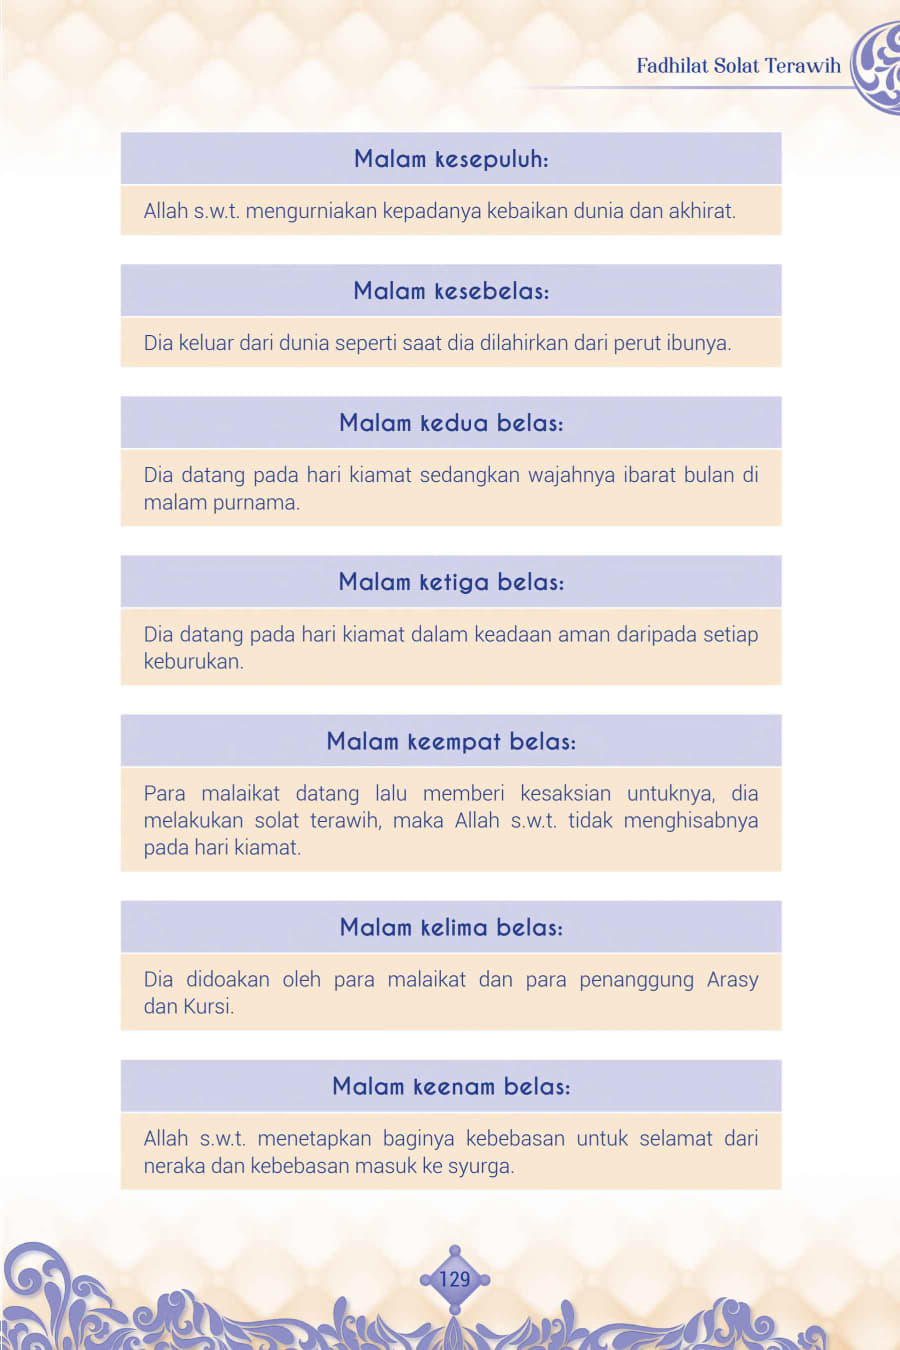 Fadhilat Solat Terawih
Malam kesepuluh:
Allah s.w.t. mengurniakan kepadanya kebaikan dunia dan akhirat.
Malam kesebelas:
Dia keluar dari dunia seperti saat dia dilahirkan dari perut ibunya.
Malam kedua belas:
Dia datang pada hari kiamat sedangkan wajahnya ibarat bulan di
malam purnama.
Malam ketiga belas:
Dia datang pada hari kiamat dalam keadaan aman daripada setiap
keburukan.
Malam keempat belas:
Para malaikat datang lalu memberi kesaksian untuknya, dia
melakukan solat terawih, maka Allah s.w.t. tidak menghisabnya
pada hari kiamat.
Malam kelima belas:
Dia didoakan oleh para malaikat dan para penanggung Arasy
dan Kursi.
Malam keenam belas:
Allah s.w.t. menetapkan baginya kebebasan untuk selamat dari
neraka dan kebebasan masuk ke syurga.
129